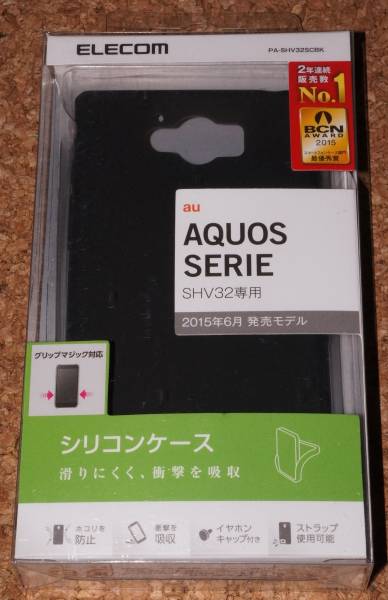 ELECOM
PA-SHV32SCBK
2年連続
販売数
No.1
BCN
AWARD
2015
最優秀賞
au
AQUOS
SERIE
SHV32専用
2015年6月 発売モデル
グリップマジック対応
シリコンケース
滑りにくく、衝撃を吸収
ホコリを
防止
衝撃を
吸収
イヤホン
キャップ付き
ストラップ
使用可能